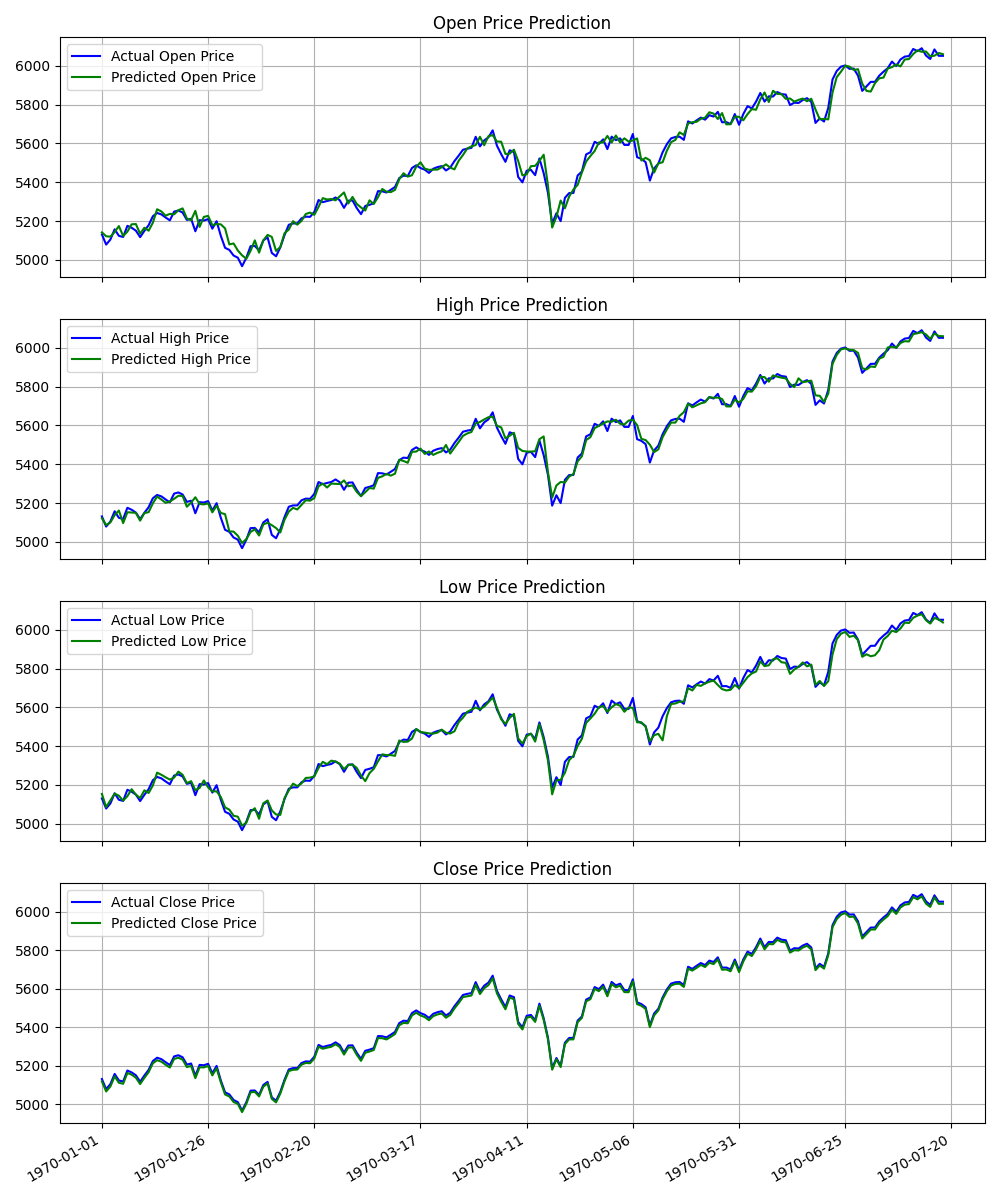 Open Price Prediction
Actual Open Price
Predicted Open Price
6000
5800
5600
5400
5200
5000
High Price Prediction
Actual High Price
Predicted High Price
6000
5800
5600
5400
5200
5000
Low Price Prediction
Actual Low Price
Predicted Low Price
6000
5800
5600
5400
5200
5000
Close Price Prediction
Actual Close Price
Predicted Close Price
6000
5800
5600
5400
5200
5000
1970-01-01 1970-01-26 1970-02-20 1970-03-17 1970-04-11 1970-05-06 1970-05-31 1970-06-25 1970-07-20